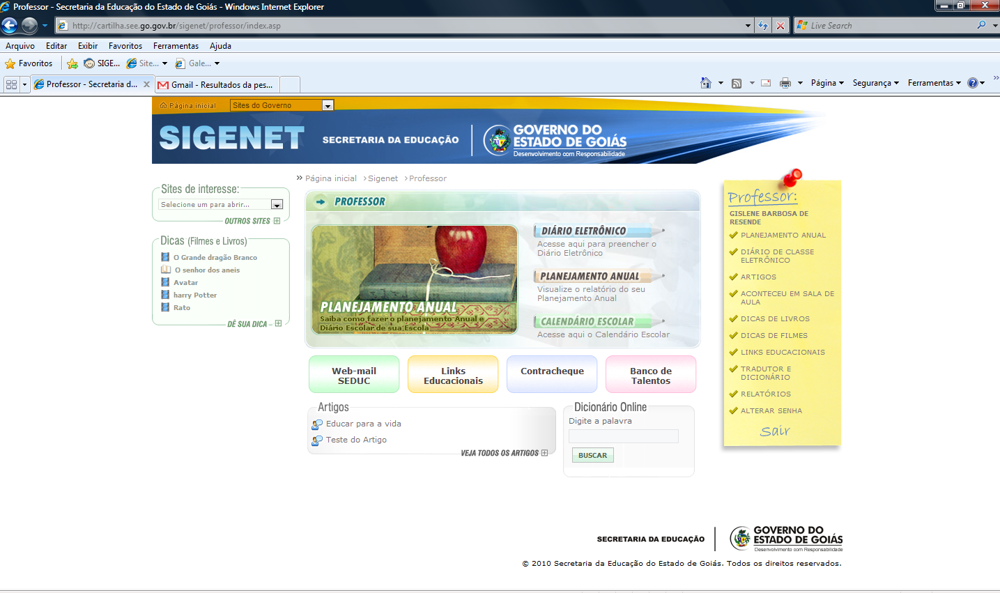 Professor - Secretaria da Educação do Estado de Goiás - Windows Internet Explorer
http://cartilha.see.go.gov.br/sigenet/professor/index.asp
Live Search
Arquivo Editar Exibir Favoritos Ferramentas Ajuda
Favoritos SIGE... Site... Gale...
Professor - Secretaria d... Gmail - Resultados da pes... Página Segurança Ferramentas
Página inicial Sites do Governo
SIGENET SECRETARIA DA EDUCAÇÃO
GOVERNO DO
ESTADO DE GOIÁS
Desenvolvimento com Responsabilidade
» Página inicial › Sigenet › Professor
Sites de interesse:
Selecione um para abrir...
OUTROS SITES
Dicas (Filmes e Livros)
O Grande dragão Branco
O senhor dos aneis
Avatar
harry Potter
Rato
DÊ SUA DICA
PROFESSOR
PLANEJAMENTO ANUAL
Saiba como fazer o planejamento Anual e
Diário Escolar de sua Escola
DIÁRIO ELETRÔNICO
Acesse aqui para preencher o
Diário Eletrônico
PLANEJAMENTO ANUAL
Visualize o relatório do seu
Planejamento Anual
CALENDÁRIO ESCOLAR
Acesse aqui o Calendário Escolar
Web-mail
SEDUC
Links
Educacionais
Contracheque
Banco de
Talentos
Artigos
Educar para a vida
Teste do Artigo
VEJA TODOS OS ARTIGOS
Dicionário Online
Digite a palavra
BUSCAR
Professor:
GISLENE BARBOSA DE
RESENDE
PLANEJAMENTO ANUAL
DIÁRIO DE CLASSE
ELETRÔNICO
ARTIGOS
ACONTECEU EM SALA DE
AULA
DICAS DE LIVROS
DICAS DE FILMES
LINKS EDUCACIONAIS
TRADUTOR E
DICIONÁRIO
RELATÓRIOS
ALTERAR SENHA
Sair
SECRETARIA DA EDUCAÇÃO
GOVERNO DO
ESTADO DE GOIÁS
Desenvolvimento com Responsabilidade
© 2010 Secretaria da Educação do Estado de Goiás. Todos os direitos reservados.